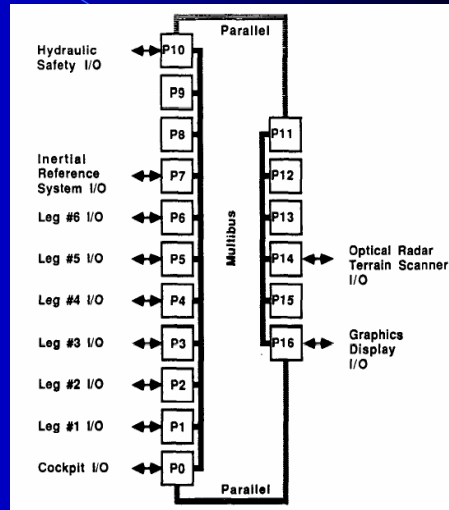 Parallel
Hydraulic
Safety I/O
P10
P9
P8
P11
Inertial
Reference
System I/O
P7
P12
Leg #6 I/O
P6
Multibus
P13
Leg #5 I/O
P5
P14
Optical Radar
Terrain Scanner
I/O
Leg #4 I/O
P4
P15
Leg #3 I/O
P3
P16
Graphics
Display
I/O
Leg #2 I/O
P2
Leg #1 I/O
P1
Cockpit I/O
P0
Parallel